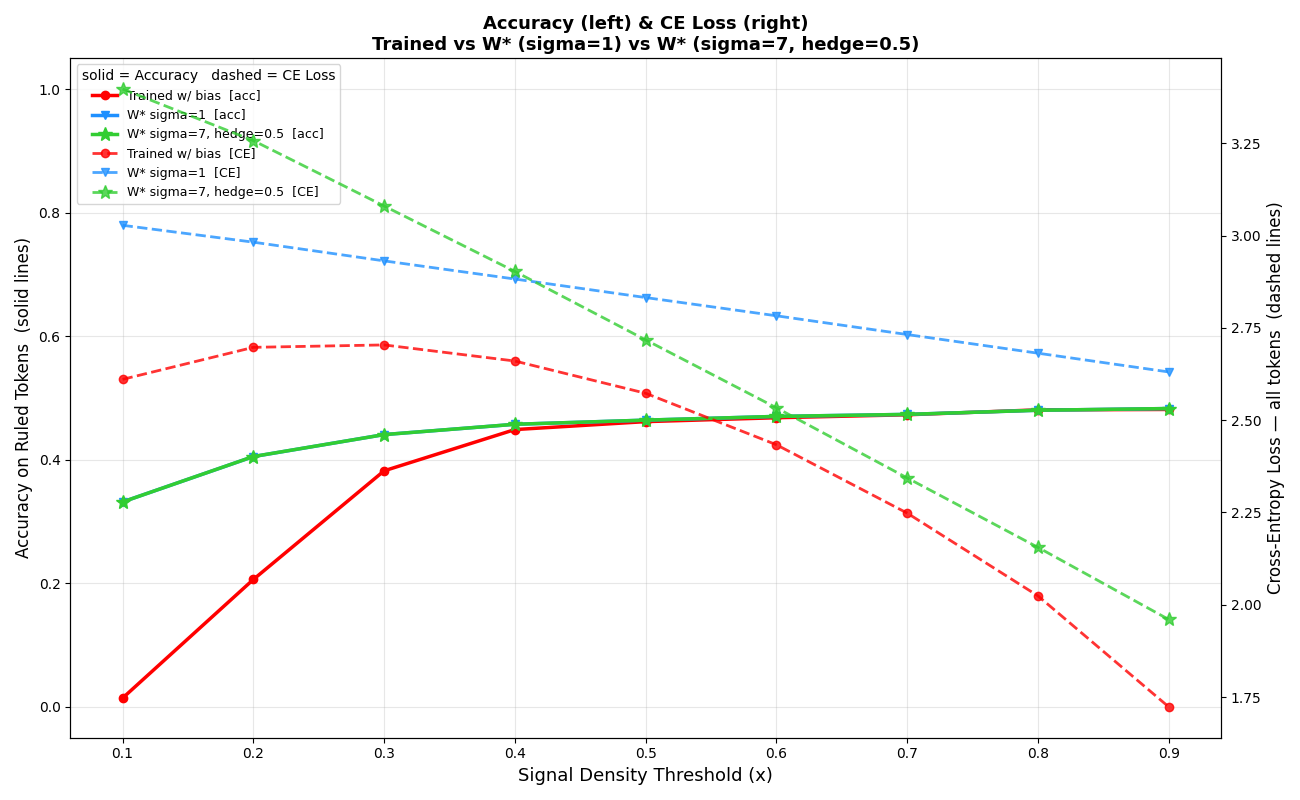 Accuracy (left) & CE Loss (right)
Trained vs W* (sigma=1) vs W* (sigma=7, hedge=0.5)
solid = Accuracy   dashed = CE Loss
Trained w/ bias  [acc]
W* sigma=1  [acc]
W* sigma=7, hedge=0.5  [acc]
Trained w/ bias  [CE]
W* sigma=1  [CE]
W* sigma=7, hedge=0.5  [CE]
Accuracy on Ruled Tokens  (solid lines)
1.0
0.8
0.6
0.4
0.2
0.0
0.1 0.2 0.3 0.4 0.5 0.6 0.7 0.8 0.9
Signal Density Threshold (x)
3.25
3.00
2.75
2.50
2.25
2.00
1.75
Cross-Entropy Loss — all tokens  (dashed lines)